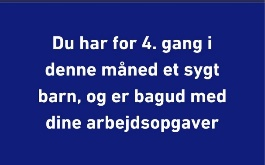 Du har for 4. gang i
denne måned et sygt
barn, og er bagud med
dine arbejdsopgaver